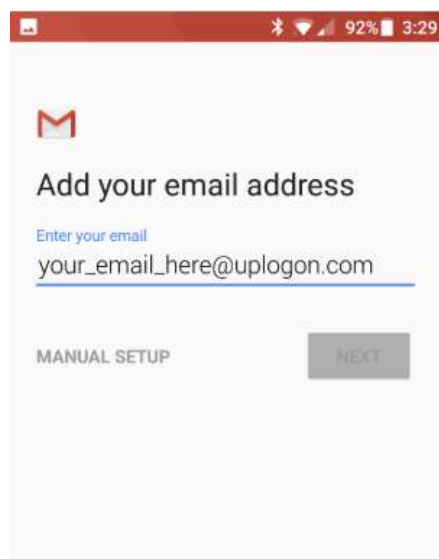 92% 3:29
Add your email address
Enter your email
your_email_here@uplogon.com
MANUAL SETUP NEXT